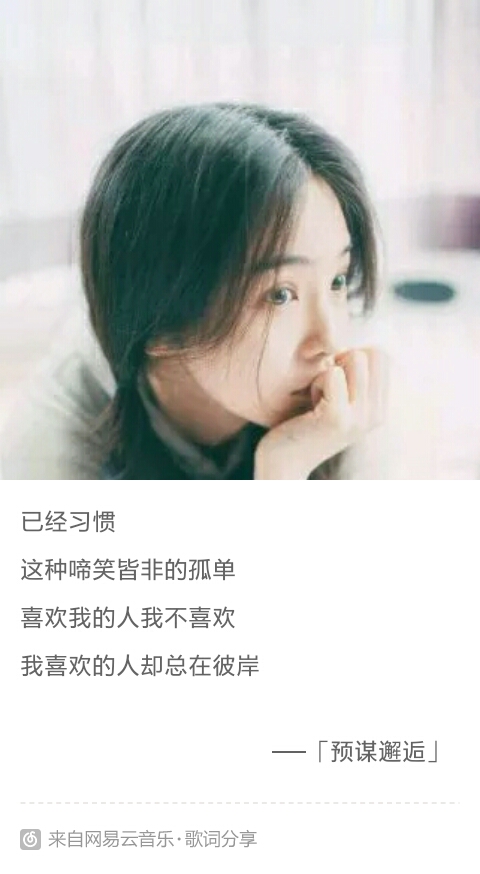 已经习惯
这种啼笑皆非的孤单
喜欢我的人我不喜欢
我喜欢的人却总在彼岸
——「预谋邂逅」
来自网易云音乐·歌词分享